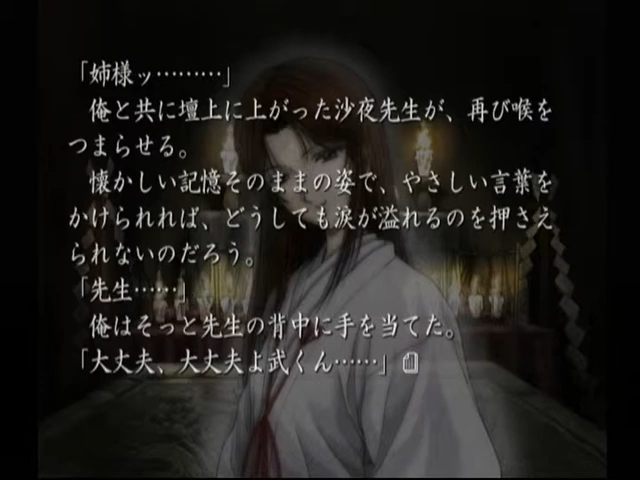 「姉様ッ………」
　俺と共に壇上に上がった沙夜先生が、再び喉を
つまらせる。
　懐かしい記憶そのままの姿で、やさしい言葉を
かけられれば、どうしても涙が溢れるのを押さえ
られないのだろう。
「先生……」
　俺はそっと先生の背中に手を当てた。
「大丈夫、大丈夫よ武くん……」